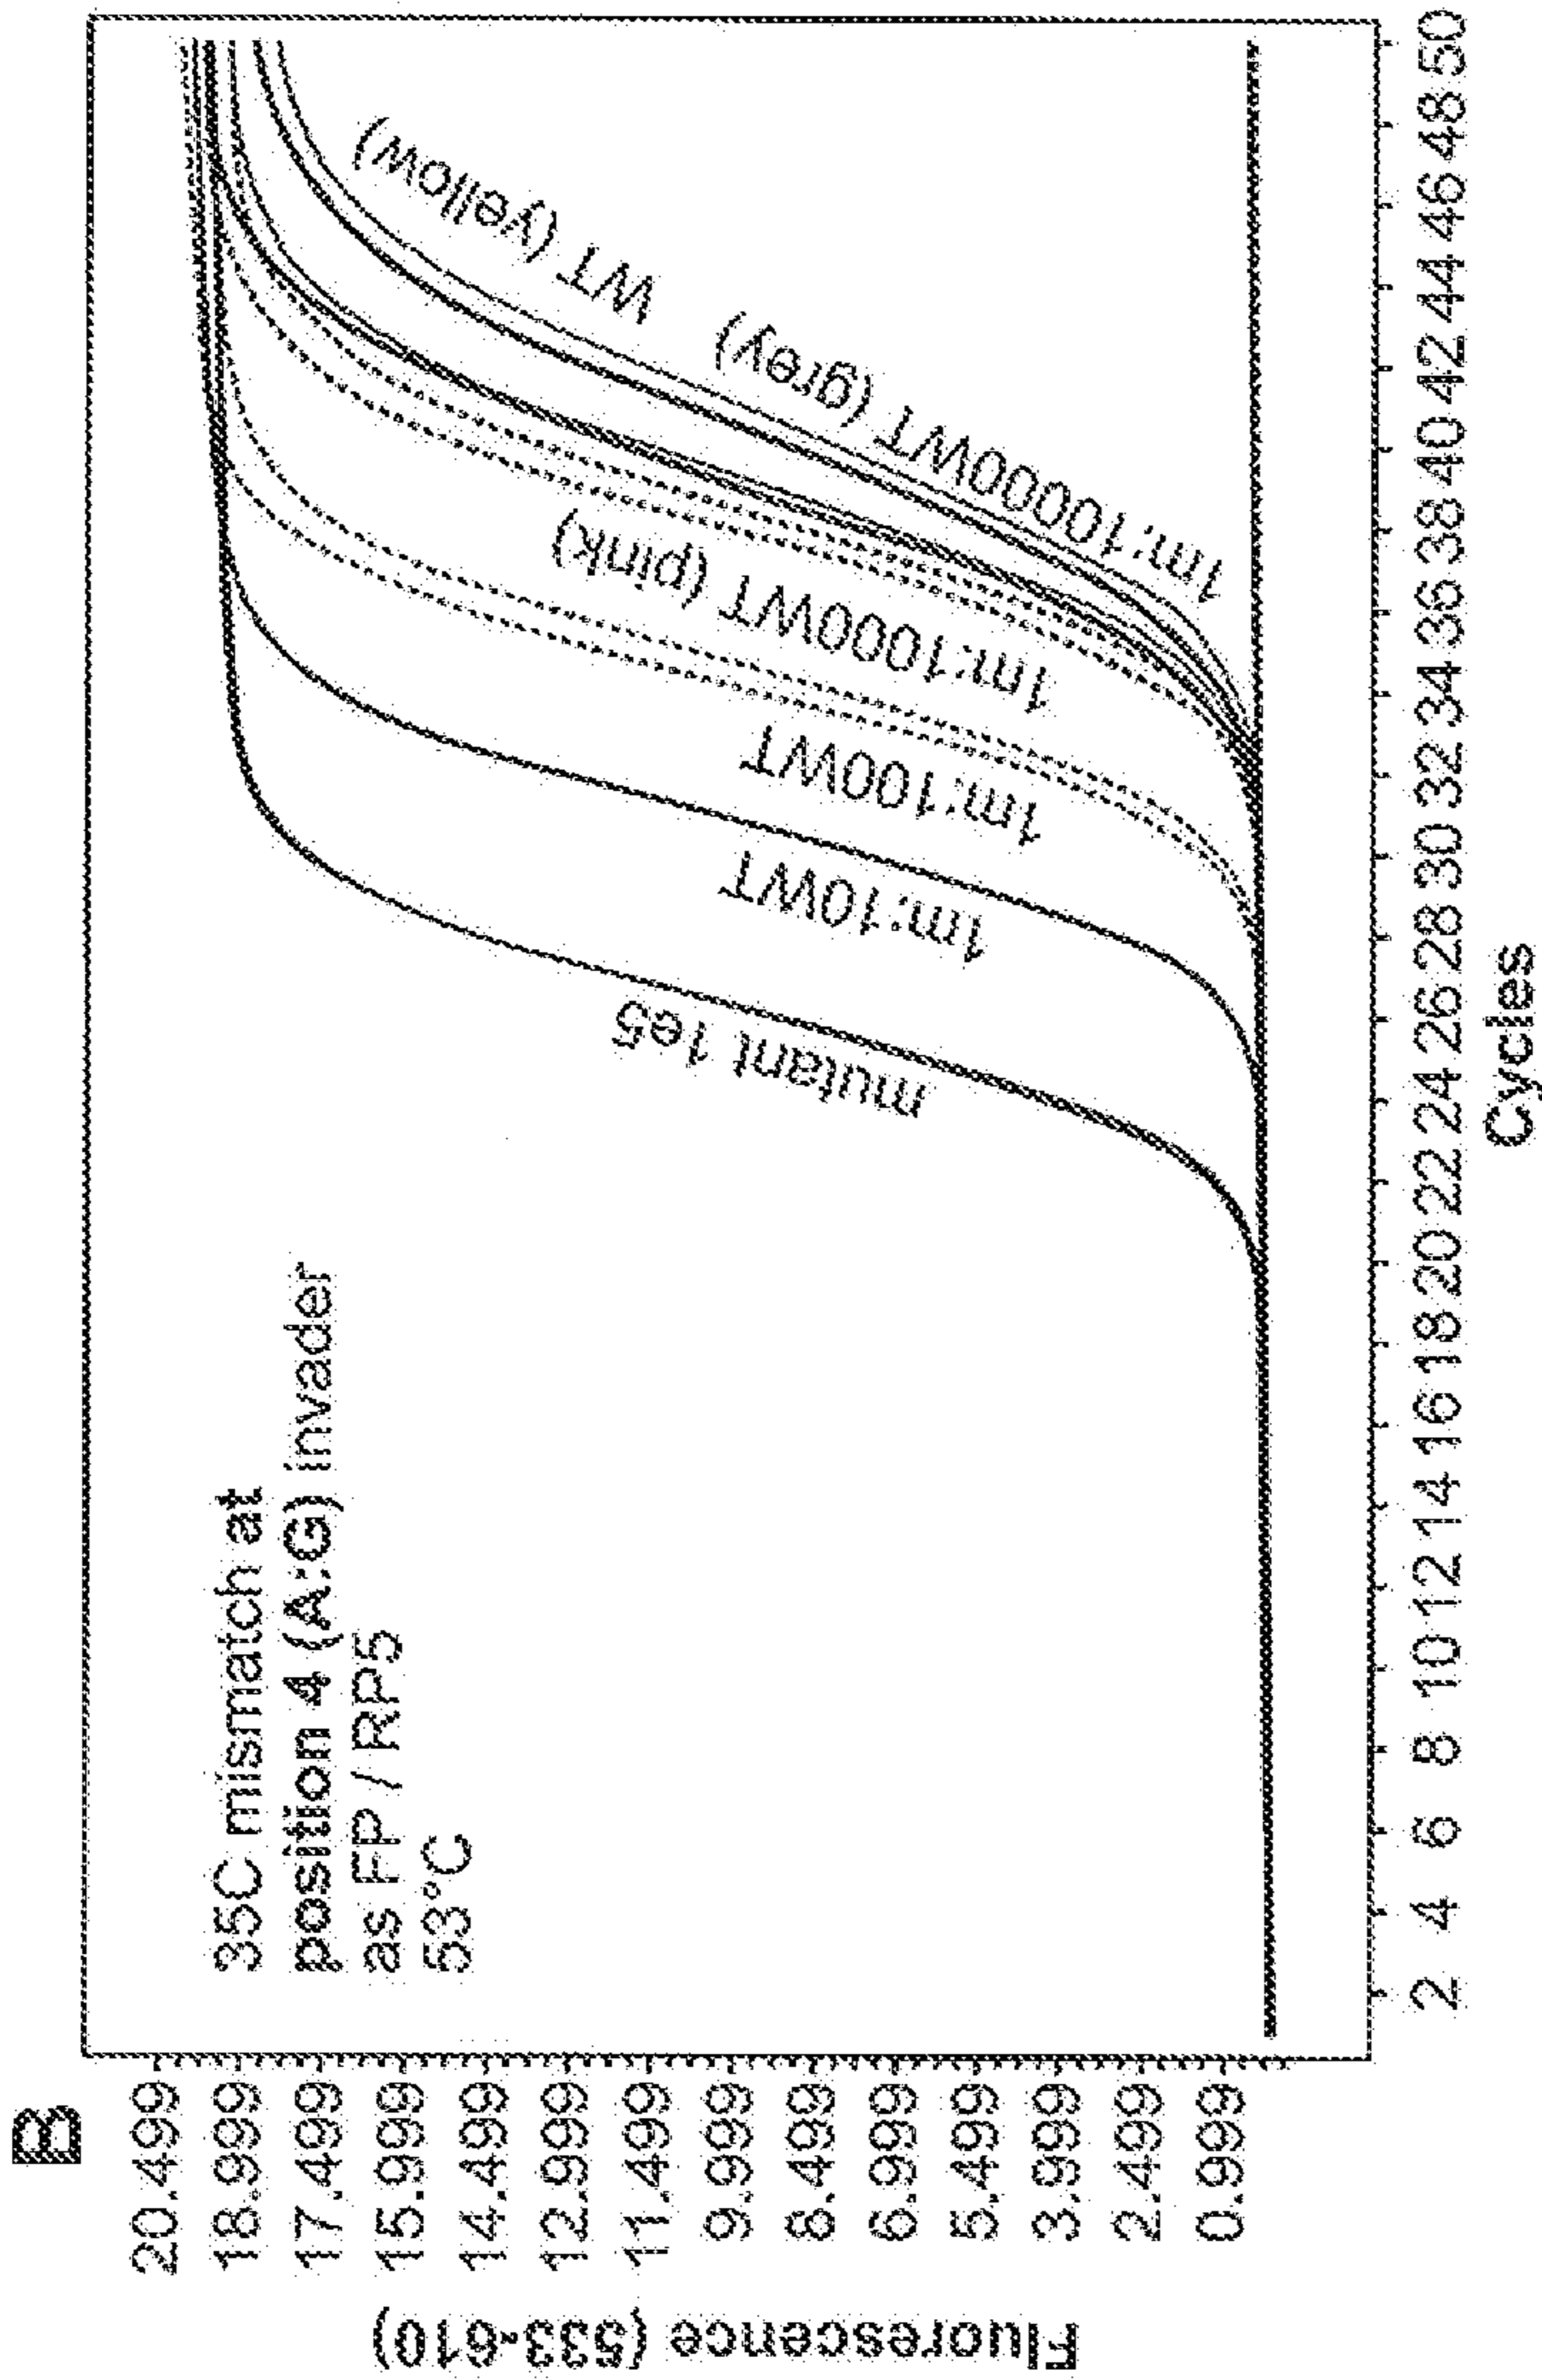 B
Fluorescence (533-610)
20.499
18.999
17.499
15.999
14.499
12.999
11.499
9.999
8.499
6.999
5.499
3.999
2.499
0.999
35C mismatch at
position 4 (A:G) invader
as FP / RP5
53°C
mutant 1e5
1m:10WT
1m:100WT
1m:1000WT (pink)
1m:10000WT (grey)
WT (yellow)
2 4 6 8 10 12 14 16 18 20 22 24 26 28 30 32 34 36 38 40 42 44 46 48 50
Cycles